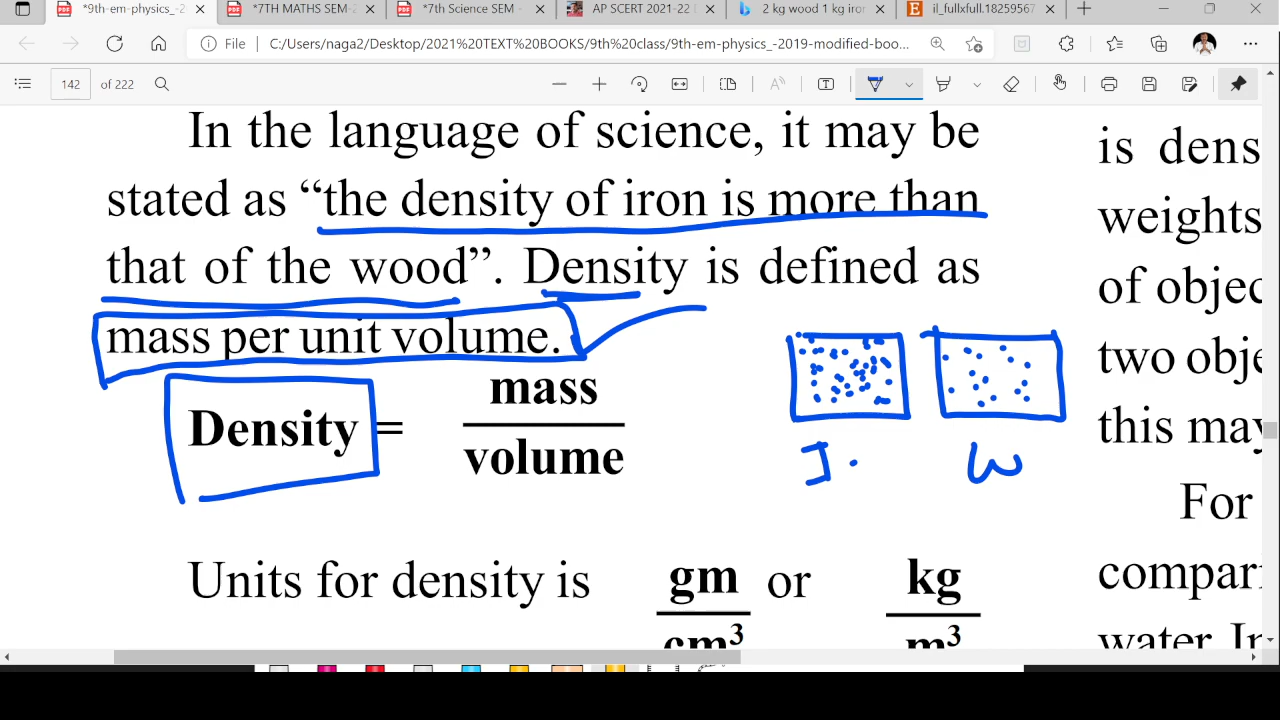 *9th-em-physics_-2
*7TH MATHS SEM-2
*7th Science SEM -
AP SCERT 2021-22
2 kg wood 1 kg iron
il_fullxfull.18259567
File
C:/Users/naga2/Desktop/2021%20TEXT%20BOOKS/9th%20class/9th-em-physics_-2019-modified-boo...
142 of 222
In the language of science, it may be
stated as “the density of iron is more than
that of the wood”. Density is defined as
mass per unit volume.
Density = mass
volume
I. W
Units for density is gm or kg
cm³ m³
is dens
weights
of objec
two obje
this may
For
compari
water In